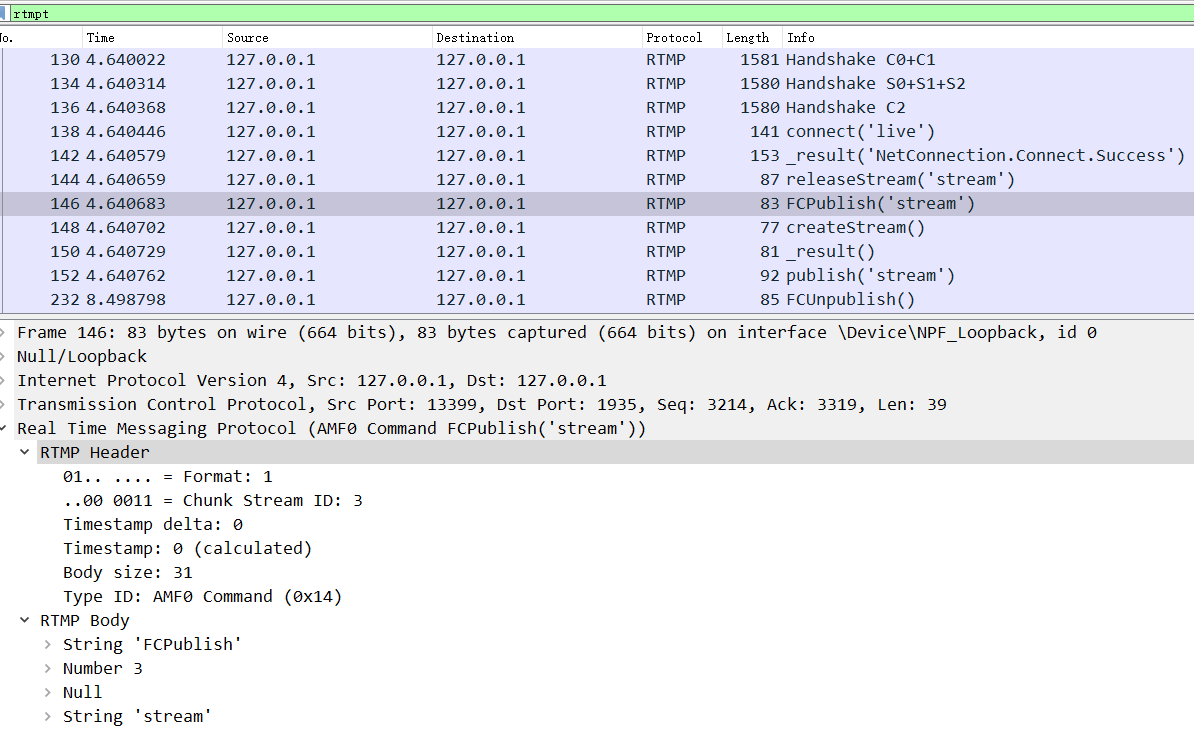 rtmpt
No. Time Source Destination Protocol Length Info
130 4.640022 127.0.0.1 127.0.0.1 RTMP 1581 Handshake C0+C1
134 4.640314 127.0.0.1 127.0.0.1 RTMP 1580 Handshake S0+S1+S2
136 4.640368 127.0.0.1 127.0.0.1 RTMP 1580 Handshake C2
138 4.640446 127.0.0.1 127.0.0.1 RTMP 141 connect('live')
142 4.640579 127.0.0.1 127.0.0.1 RTMP 153 _result('NetConnection.Connect.Success')
144 4.640659 127.0.0.1 127.0.0.1 RTMP 87 releaseStream('stream')
146 4.640683 127.0.0.1 127.0.0.1 RTMP 83 FCPublish('stream')
148 4.640702 127.0.0.1 127.0.0.1 RTMP 77 createStream()
150 4.640729 127.0.0.1 127.0.0.1 RTMP 81 _result()
152 4.640762 127.0.0.1 127.0.0.1 RTMP 92 publish('stream')
232 8.498798 127.0.0.1 127.0.0.1 RTMP 85 FCUnpublish()
Frame 146: 83 bytes on wire (664 bits), 83 bytes captured (664 bits) on interface \Device\NPF_Loopback, id 0
Null/Loopback
Internet Protocol Version 4, Src: 127.0.0.1, Dst: 127.0.0.1
Transmission Control Protocol, Src Port: 13399, Dst Port: 1935, Seq: 3214, Ack: 3319, Len: 39
Real Time Messaging Protocol (AMF0 Command FCPublish('stream'))
RTMP Header
01.. .... = Format: 1
..00 0011 = Chunk Stream ID: 3
Timestamp delta: 0
Timestamp: 0 (calculated)
Body size: 31
Type ID: AMF0 Command (0x14)
RTMP Body
String 'FCPublish'
Number 3
Null
String 'stream'